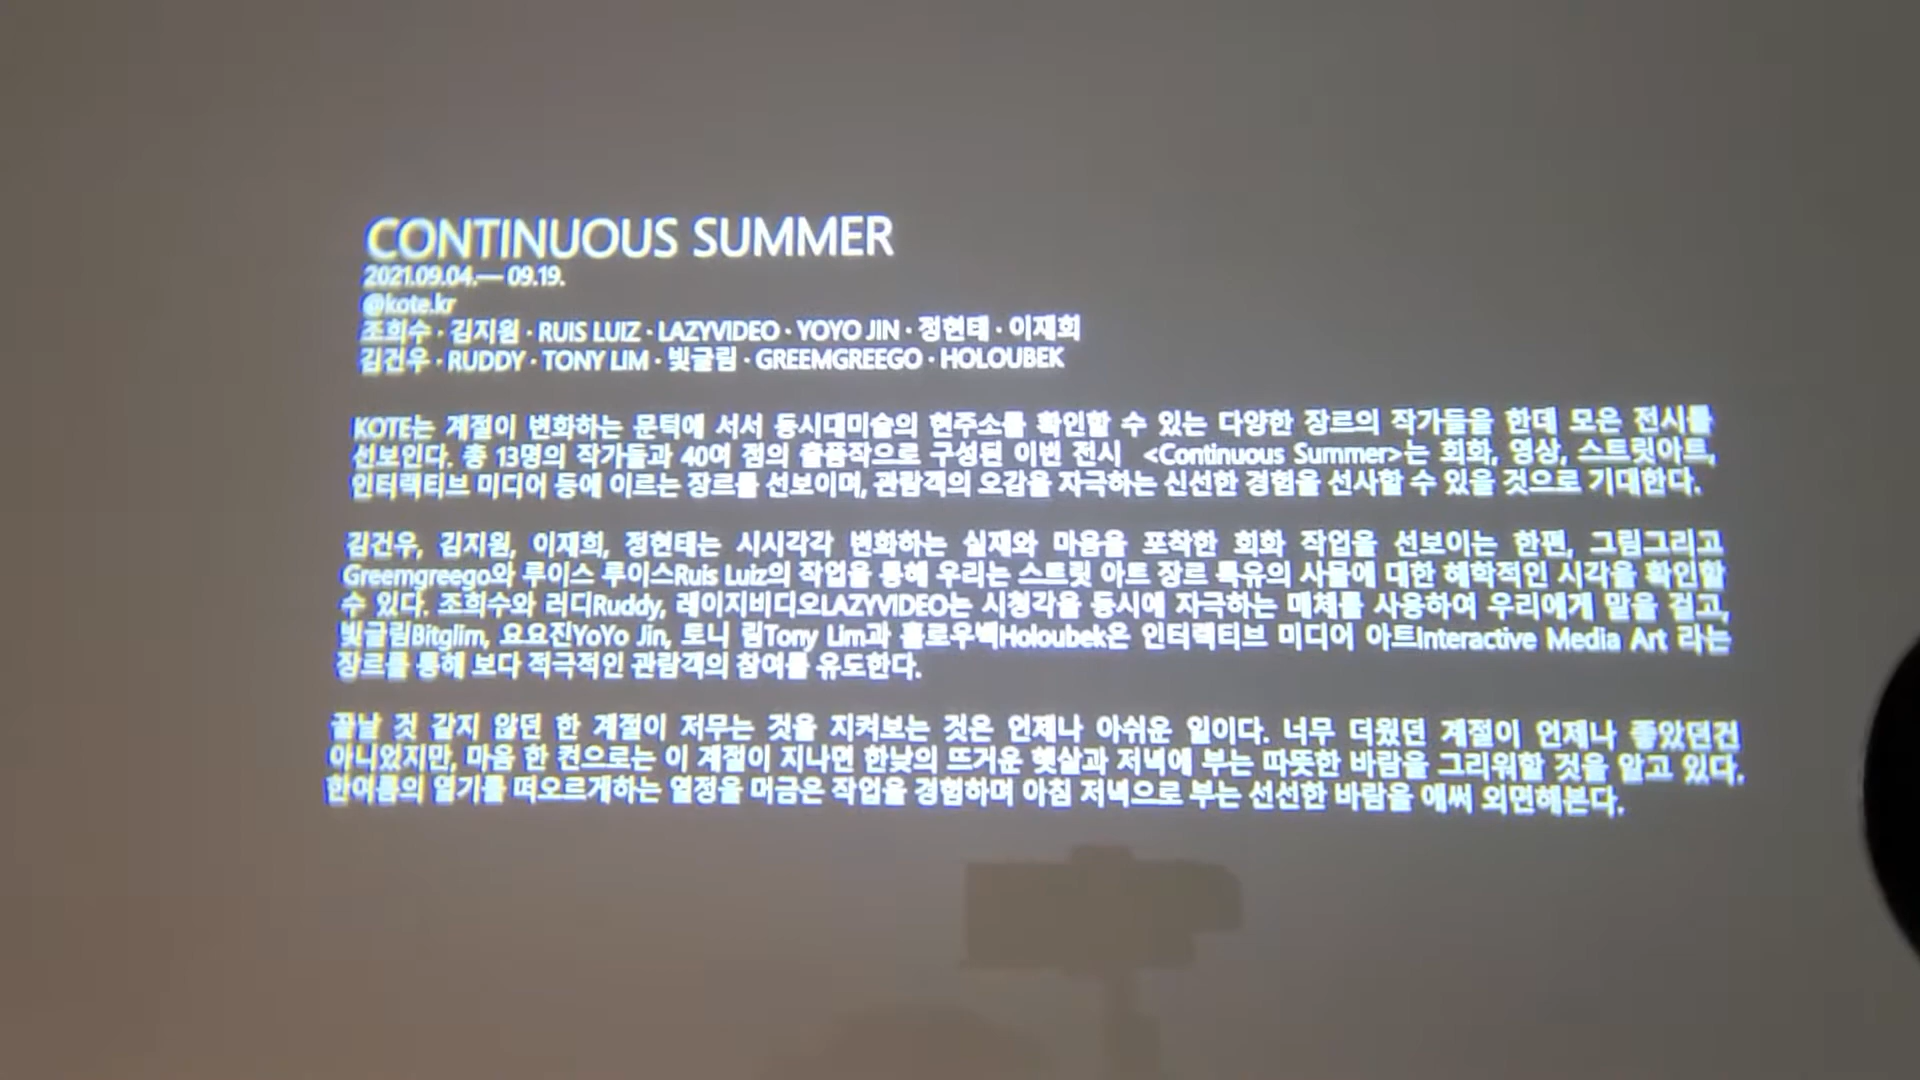 CONTINUOUS SUMMER
2021.09.04.— 09.19.
@kote.kr
조희수 · 김지원 · RUIS LUIZ · LAZYVIDEO · YOYO JIN · 정현태 · 이재회
김건우 · RUDDY · TONY LIM · 빛글림 · GREEMGREEGO · HOLOUBEK
KOTE는 계절이 변화하는 문턱에 서서 동시대미술의 현주소를 확인할 수 있는 다양한 장르의 작가들을 한데 모은 전시를
선보인다. 총 13명의 작가들과 40여 점의 출품작으로 구성된 이번 전시 <Continuous Summer>는 회화, 영상, 스트릿아트,
인터랙티브 미디어 등에 이르는 장르를 선보이며, 관람객의 오감을 자극하는 신선한 경험을 선사할 수 있을 것으로 기대한다.
김건우, 김지원, 이재희, 정현태는 시시각각 변화하는 실재와 마음을 포착한 회화 작업을 선보이는 한편, 그림그리고
Greemgreego와 루이스 루이스Ruis Luiz의 작업을 통해 우리는 스트릿 아트 장르 특유의 사물에 대한 해학적인 시각을 확인할
수 있다. 조희수와 러디Ruddy, 레이지비디오LAZYVIDEO는 시청각을 동시에 자극하는 매체를 사용하여 우리에게 말을 걸고,
빛글림Bitglim, 요요진YoYo Jin, 토니 림Tony Lim과 홀로우벡Holoubek은 인터랙티브 미디어 아트Interactive Media Art 라는
장르를 통해 보다 적극적인 관람객의 참여를 유도한다.
끝날 것 같지 않던 한 계절이 저무는 것을 지켜보는 것은 언제나 아쉬운 일이다. 너무 더웠던 계절이 언제나 좋았던건
아니었지만, 마음 한 켠으로는 이 계절이 지나면 한낮의 뜨거운 햇살과 저녁에 부는 따뜻한 바람을 그리워할 것을 알고 있다.
한여름의 열기를 떠오르게하는 열정을 머금은 작업을 경험하며 아침 저녁으로 부는 선선한 바람을 애써 외면해본다.